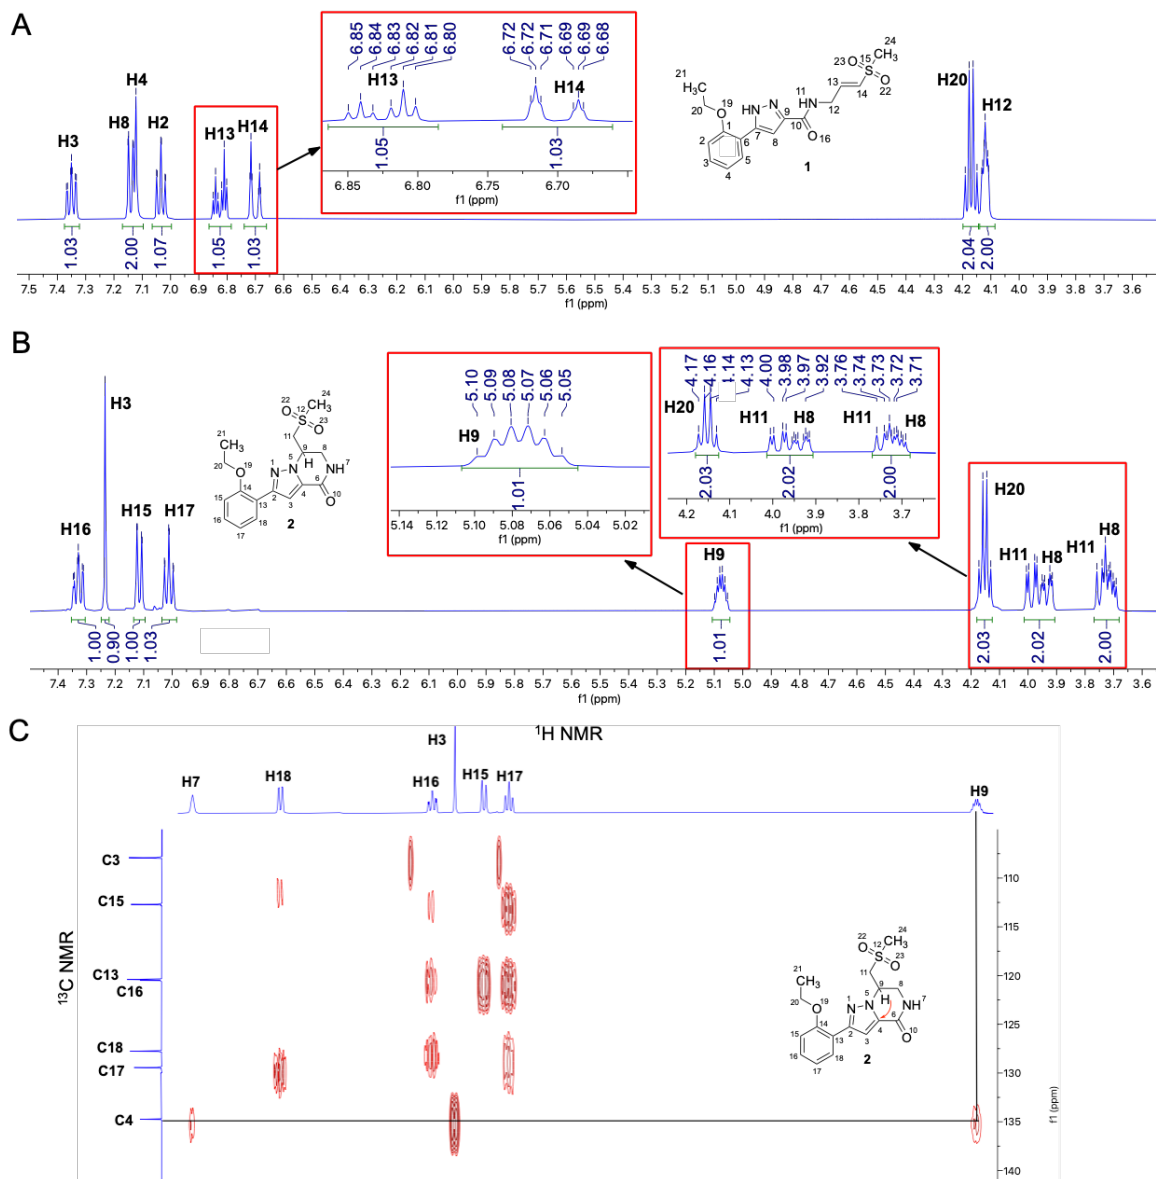 A
6.85 6.84 6.83 6.82 6.81 6.80 6.72 6.72 6.71 6.69 6.69 6.68
H13 H14
1.05 1.03
6.85 6.80 6.75 6.70
f1 (ppm)
H3 H8 H4 H2 H13 H14 H20 H12
1.03 2.00 1.07 1.05 1.03 2.04 2.00
24
CH3
23 O 15 S O 22
13 14
11
HN 12
21
CH3
20 O 19
HN N 9
10 O 16
1 2 3 4 5 6 7 8
1
7.5 7.4 7.3 7.2 7.1 7.0 6.9 6.8 6.7 6.6 6.5 6.4 6.3 6.2 6.1 6.0 5.9 5.8 5.7 5.6 5.5 5.4 5.3 5.2 5.1 5.0 4.9 4.8 4.7 4.6 4.5 4.4 4.3 4.2 4.1 4.0 3.9 3.8 3.7 3.6 3.5
f1 (ppm)
B
5.10 5.09 5.08 5.07 5.06 5.05
H9
1.01
5.14 5.12 5.10 5.08 5.06 5.04 5.02
f1 (ppm)
4.17 4.16 4.14 4.13 4.00 3.98 3.97 3.92 3.76 3.74 3.73 3.72 3.71
H20 H11 H8 H11 H8
2.03 2.02 2.00
4.2 4.1 4.0 3.9 3.8 3.7
f1 (ppm)
H16 H3 H15 H17 H9 H20 H11 H8 H11 H8
1.00 0.90 1.00 1.03 1.01 2.03 2.02 2.00
22 O 12 S CH3 24
O 23
11
21
CH3
20 O 19
9 H 8
NH 7
1 N N 5
6 O 10
2 3 4 13 14 15 16 17 18
2
7.4 7.3 7.2 7.1 7.0 6.9 6.8 6.7 6.6 6.5 6.4 6.3 6.2 6.1 6.0 5.9 5.8 5.7 5.6 5.5 5.4 5.3 5.2 5.1 5.0 4.9 4.8 4.7 4.6 4.5 4.4 4.3 4.2 4.1 4.0 3.9 3.8 3.7 3.6
f1 (ppm)
C
1H NMR
H7 H18 H16 H3 H15 H17 H9
13C NMR
C3
C15
C13
C16
C18
C17
C4
110
115
120
125
130
135
140
f1 (ppm)
22 O 12 S CH3 24
O 23
11
21
CH3
20 O 19
9 H 8
NH 7
1 N N 5
6 O 10
2 3 4 13 14 15 16 17 18
2